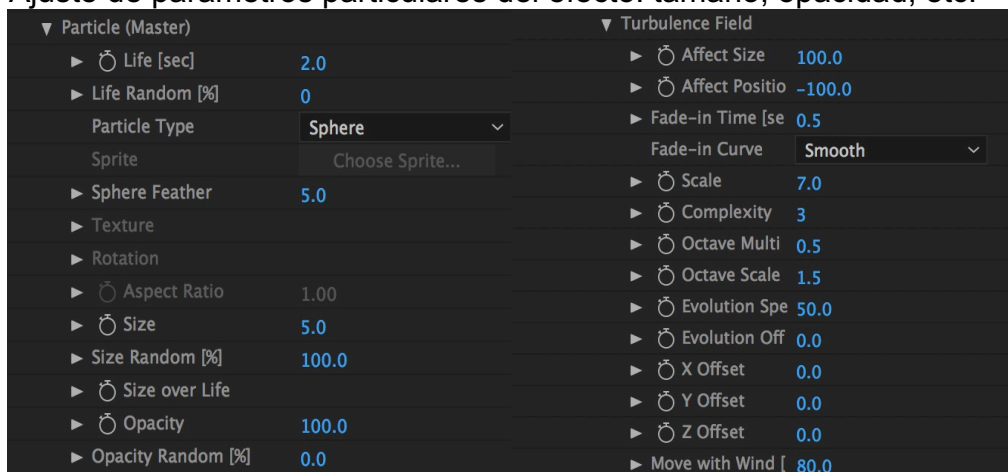 Ajuste de parámetros particulares del efecto: tamaño, opacidad, etc.
Particle (Master)
Life [sec] 2.0
Life Random [%] 0
Particle Type Sphere
Sprite Choose Sprite...
Sphere Feather 5.0
Texture
Rotation
Aspect Ratio 1.00
Size 5.0
Size Random [%] 100.0
Size over Life
Opacity 100.0
Opacity Random [%] 0.0
Turbulence Field
Affect Size 100.0
Affect Positio -100.0
Fade-in Time [se 0.5
Fade-in Curve Smooth
Scale 7.0
Complexity 3
Octave Multi 0.5
Octave Scale 1.5
Evolution Spe 50.0
Evolution Off 0.0
X Offset 0.0
Y Offset 0.0
Z Offset 0.0
Move with Wind [ 80.0